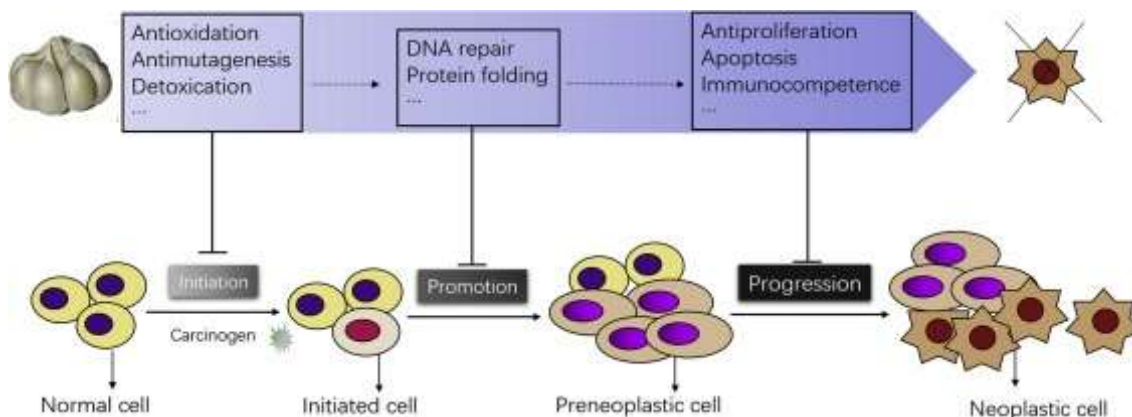 Antioxidation
Antimutagenesis
Detoxication
...
DNA repair
Protein folding
...
Antiproliferation
Apoptosis
Immunocompetence
...
Initiation
Promotion
Progression
Carcinogen
Normal cell
Initiated cell
Preneoplastic cell
Neoplastic cell